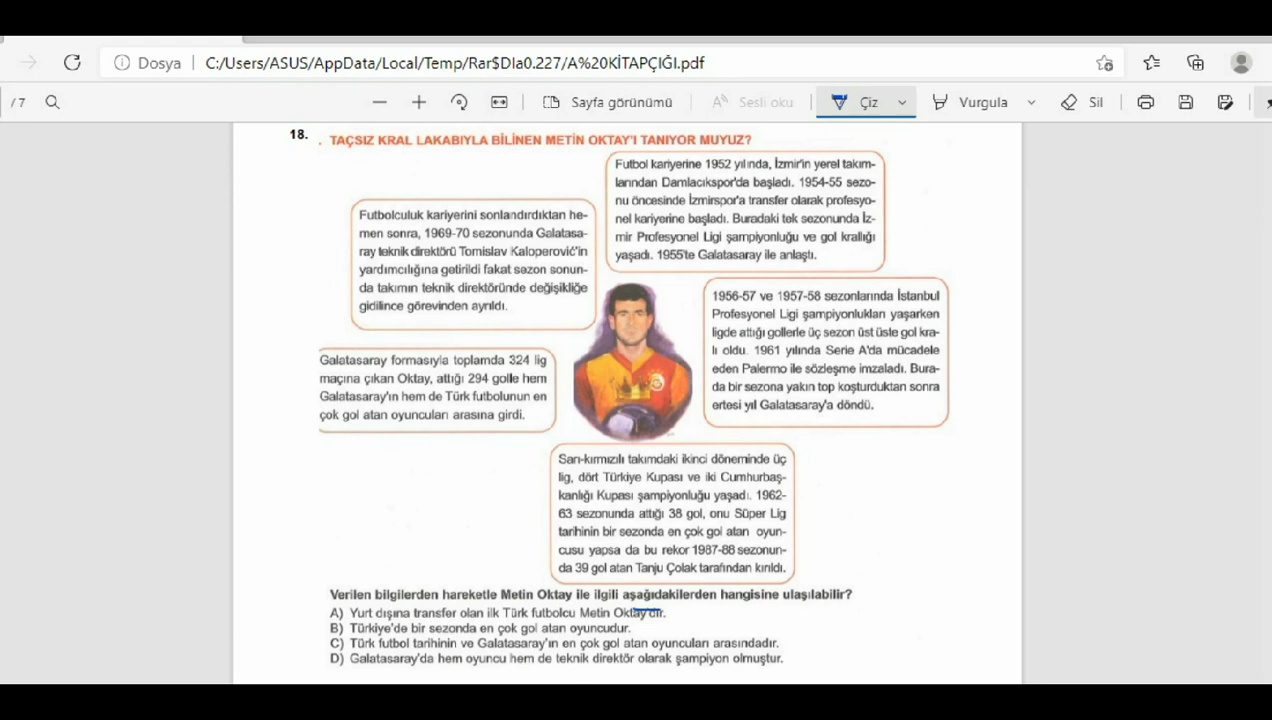 Dosya | C:/Users/ASUS/AppData/Local/Temp/Rar$DIa0.227/A%20KİTAPÇIĞI.pdf
/ 7 Sayfa görünümü Sesli oku Çiz Vurgula Sil
18. . TAÇSIZ KRAL LAKABIYLA BİLİNEN METİN OKTAY'I TANIYOR MUYUZ?
Futbol kariyerine 1952 yılında, İzmir'in yerel takım-
larından Damlacıkspor'da başladı. 1954-55 sezo-
nu öncesinde İzmirspor'a transfer olarak profesyo-
nel kariyerine başladı. Buradaki tek sezonunda İz-
mir Profesyonel Ligi şampiyonluğu ve gol krallığı
yaşadı. 1955'te Galatasaray ile anlaştı.
Futbolculuk kariyerini sonlandırdıktan he-
men sonra, 1969-70 sezonunda Galatasa-
ray teknik direktörü Tomislav Kaloperović'in
yardımcılığına getirildi fakat sezon sonun-
da takımın teknik direktöründe değişikliğe
gidilince görevinden ayrıldı.
1956-57 ve 1957-58 sezonlarında İstanbul
Profesyonel Ligi şampiyonlukları yaşarken
ligde attığı gollerle üç sezon üst üste gol kra-
lı oldu. 1961 yılında Serie A'da mücadele
eden Palermo ile sözleşme imzaladı. Bura-
da bir sezona yakın top koşturduktan sonra
ertesi yıl Galatasaray'a döndü.
Galatasaray formasıyla toplamda 324 lig
maçına çıkan Oktay, attığı 294 golle hem
Galatasaray'ın hem de Türk futbolunun en
çok gol atan oyuncuları arasına girdi.
Sarı-kırmızılı takımdaki ikinci döneminde üç
lig, dört Türkiye Kupası ve iki Cumhurbaş-
kanlığı Kupası şampiyonluğu yaşadı. 1962-
63 sezonunda attığı 38 gol, onu Süper Lig
tarihinin bir sezonda en çok gol atan oyun-
cusu yapsa da bu rekor 1987-88 sezonun-
da 39 gol atan Tanju Çolak tarafından kırıldı.
Verilen bilgilerden hareketle Metin Oktay ile ilgili aşağıdakilerden hangisine ulaşılabilir?
A) Yurt dışına transfer olan ilk Türk futbolcu Metin Oktay'dır.
B) Türkiye'de bir sezonda en çok gol atan oyuncudur.
C) Türk futbol tarihinin ve Galatasaray'ın en çok gol atan oyuncuları arasındadır.
D) Galatasaray'da hem oyuncu hem de teknik direktör olarak şampiyon olmuştur.